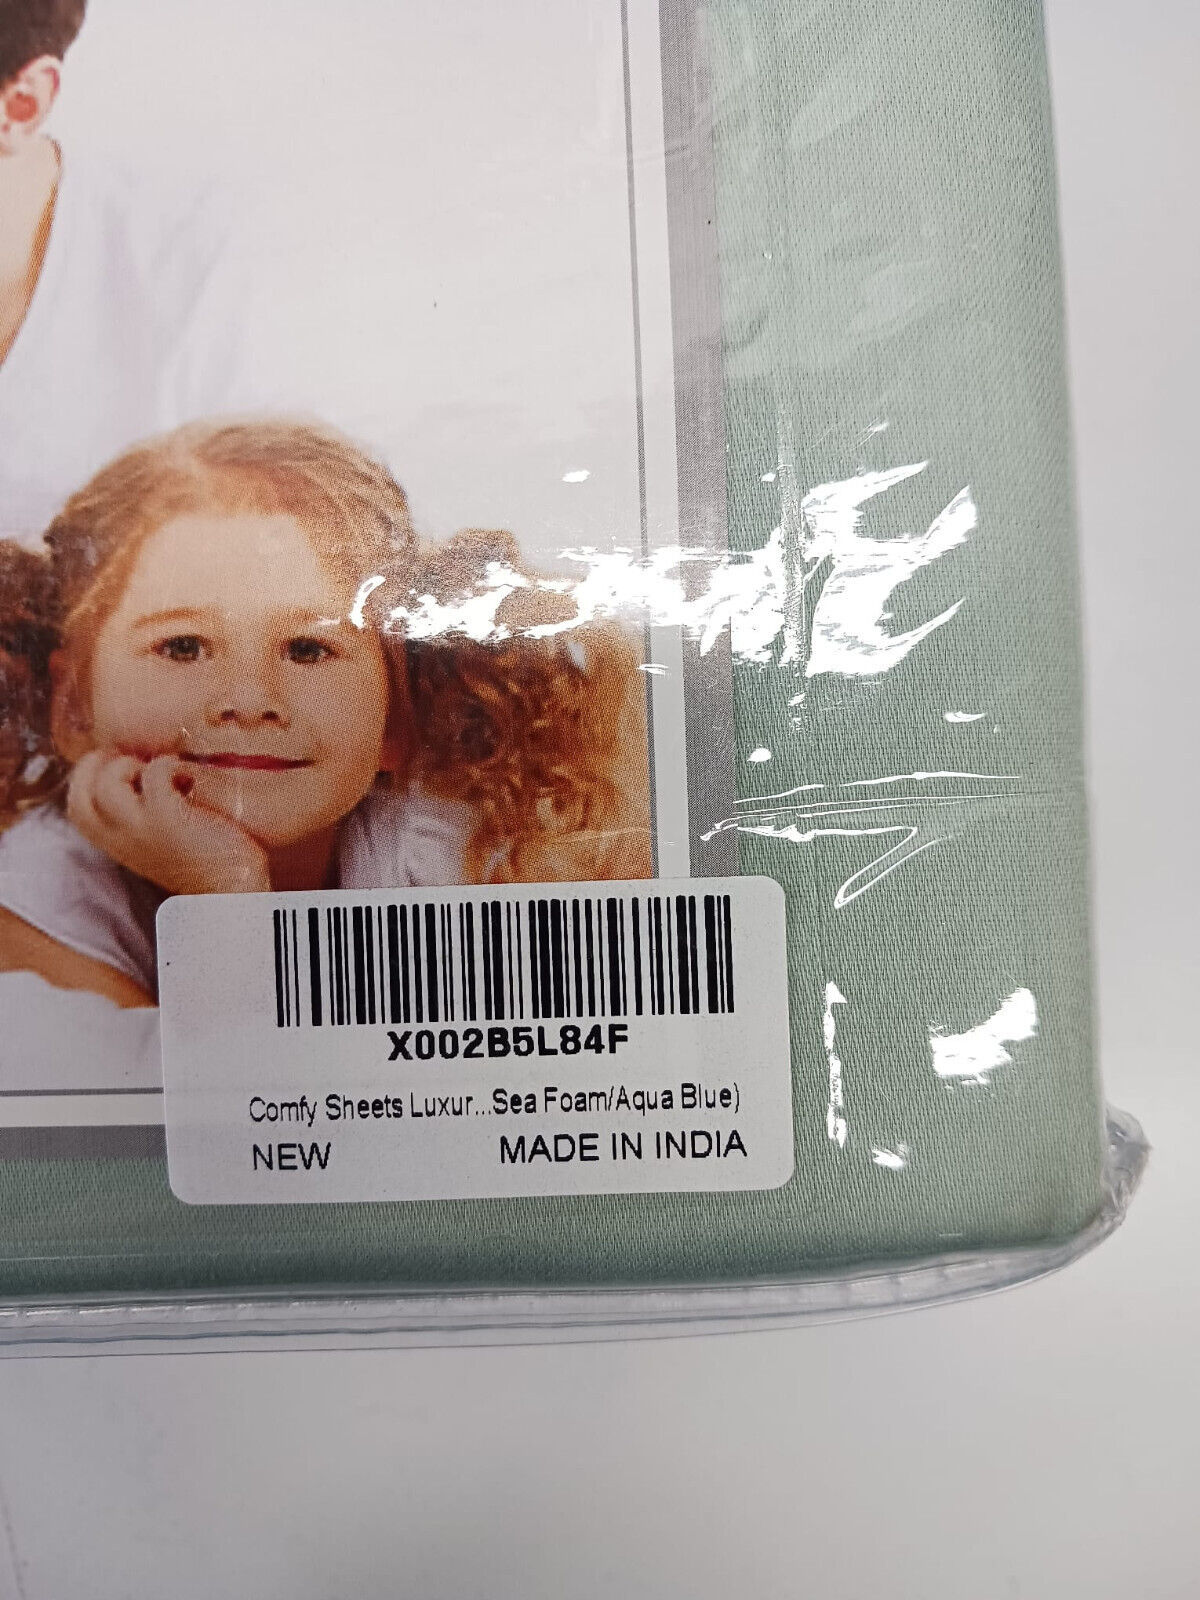 X002B5L84F
Comfy Sheets Luxur...Sea Foam/Aqua Blue)
NEW MADE IN INDIA